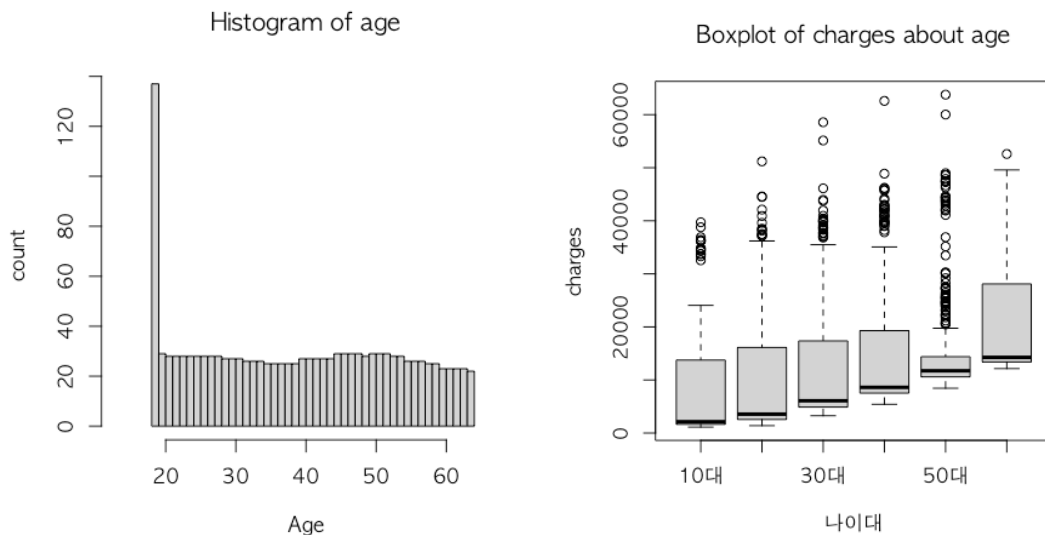 Histogram of age
count
0
20
40
60
80
120
20 30 40 50 60
Age
Boxplot of charges about age
charges
0
20000
40000
60000
10대 30대 50대
나이대